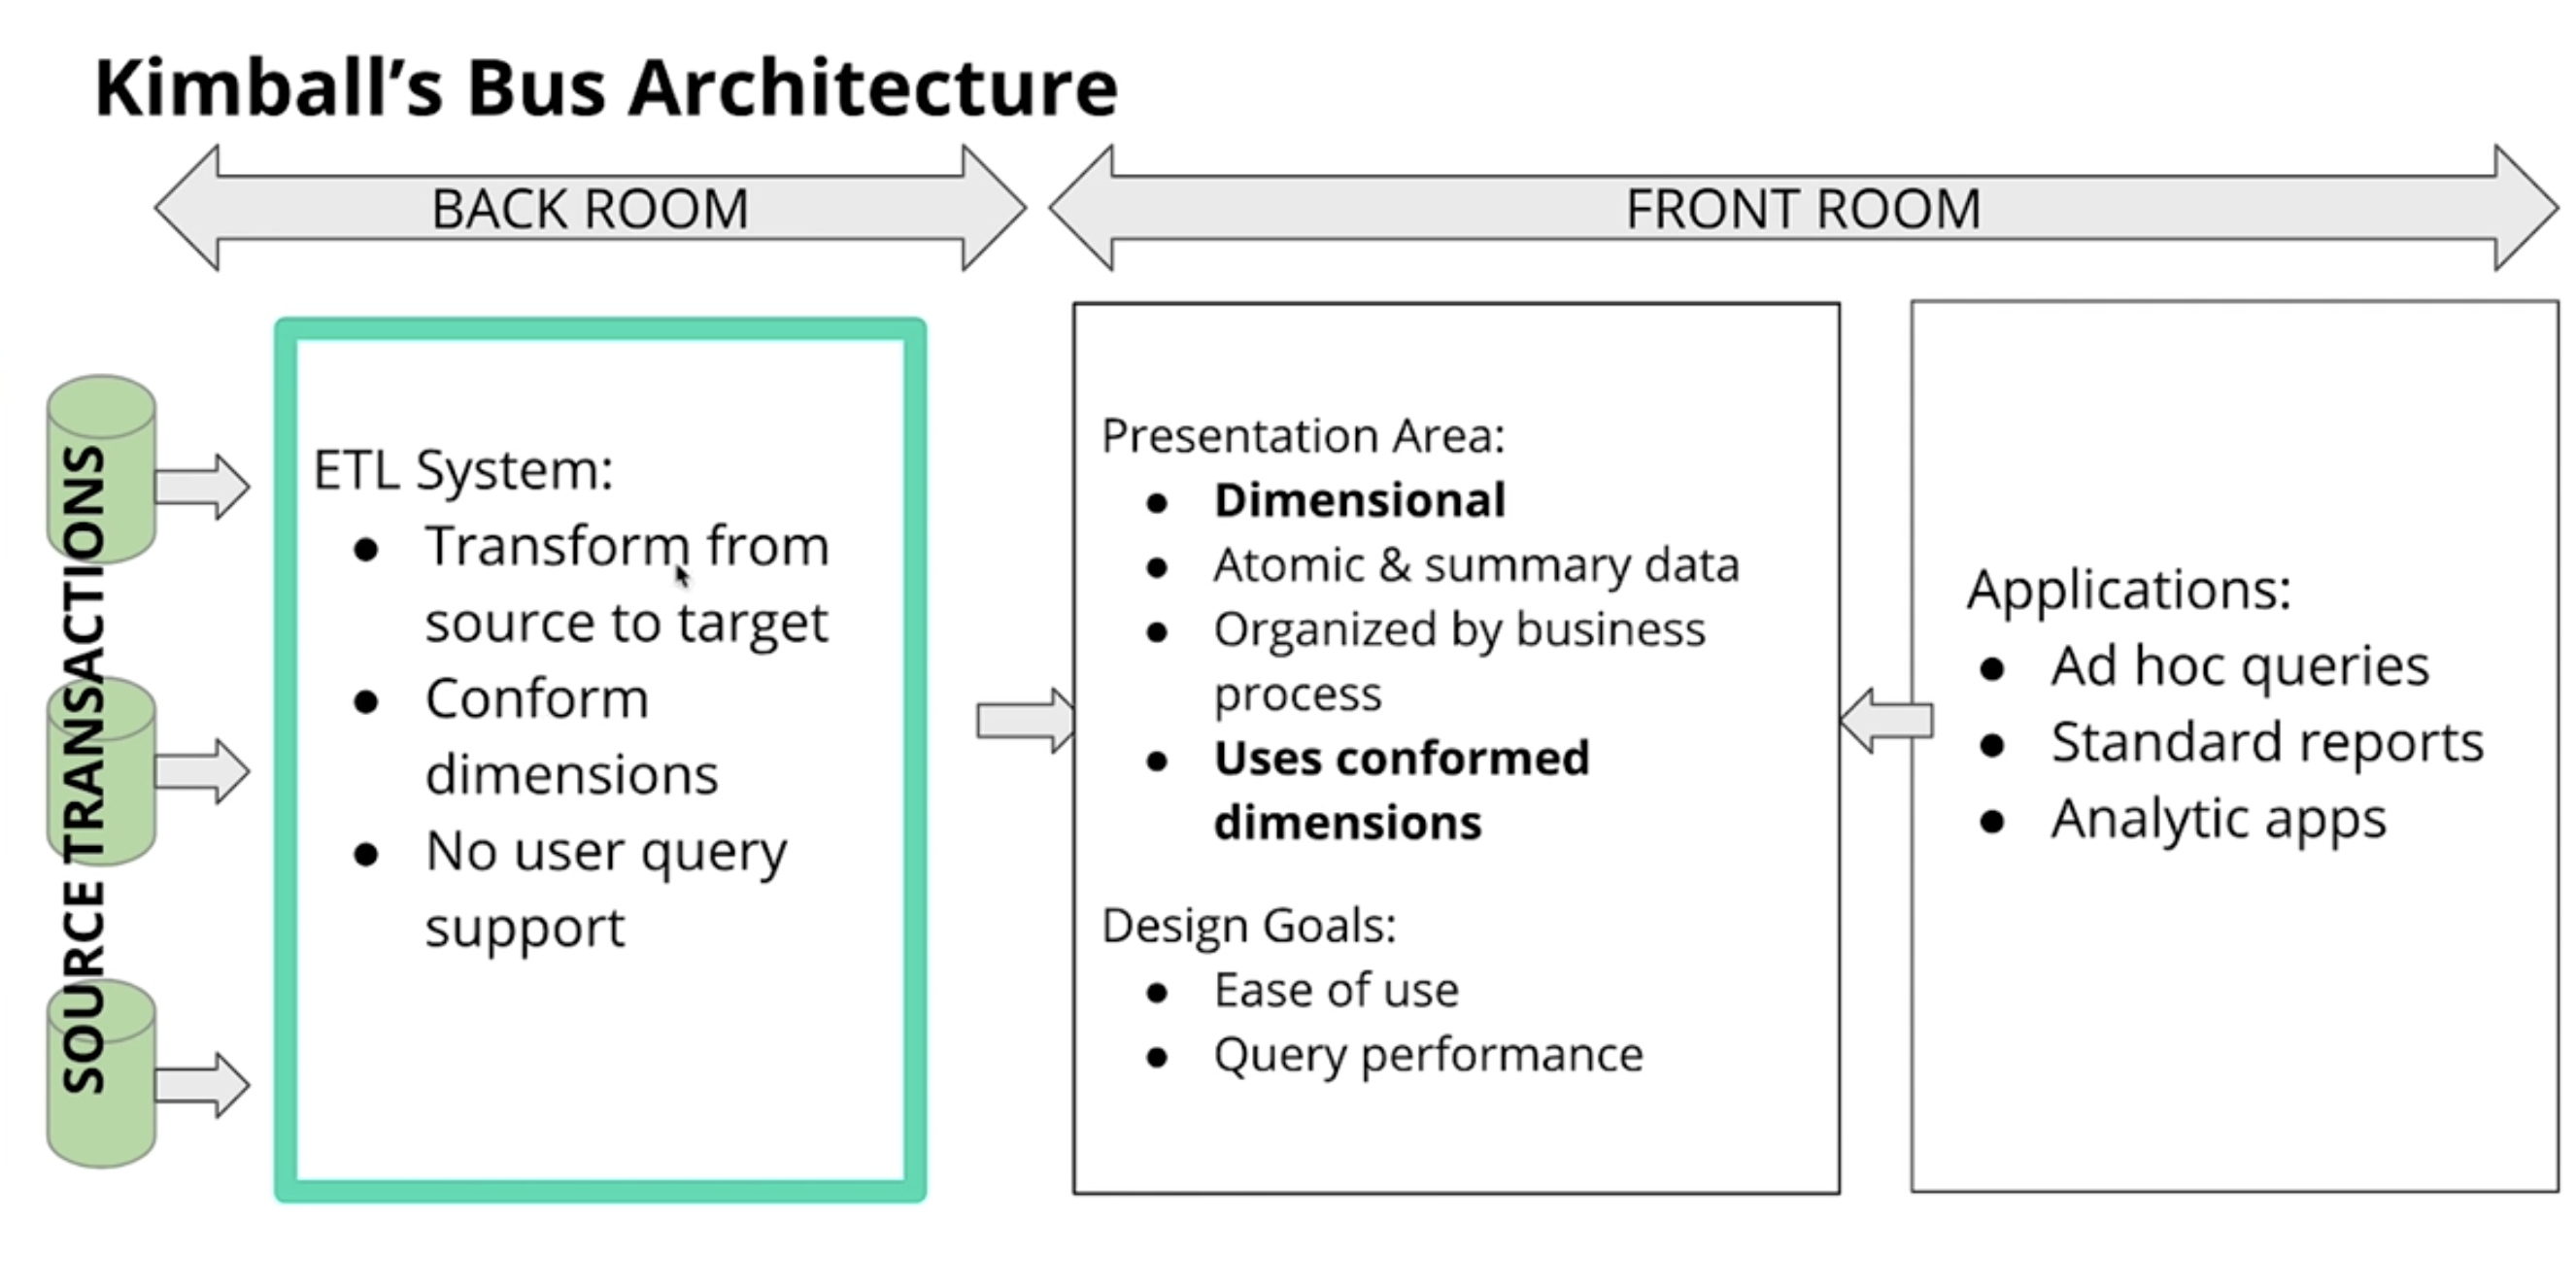 Kimball’s Bus Architecture
BACK ROOM
FRONT ROOM
SOURCE TRANSACTIONS
ETL System:
● Transform from
source to target
● Conform
dimensions
● No user query
support
Presentation Area:
● Dimensional
● Atomic & summary data
● Organized by business
process
● Uses conformed
dimensions
Design Goals:
● Ease of use
● Query performance
Applications:
● Ad hoc queries
● Standard reports
● Analytic apps